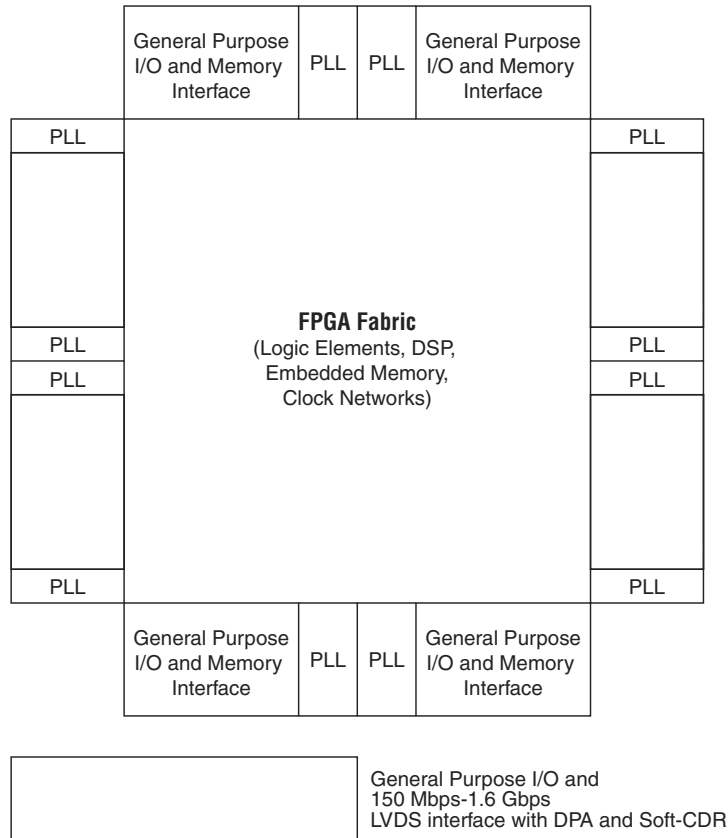 General Purpose
I/O and Memory
Interface
PLL
PLL
General Purpose
I/O and Memory
Interface
PLL
PLL
FPGA Fabric
(Logic Elements, DSP,
Embedded Memory,
Clock Networks)
PLL
PLL
PLL
PLL
PLL
PLL
General Purpose
I/O and Memory
Interface
PLL
PLL
General Purpose
I/O and Memory
Interface
General Purpose I/O and
150 Mbps-1.6 Gbps
LVDS interface with DPA and Soft-CDR